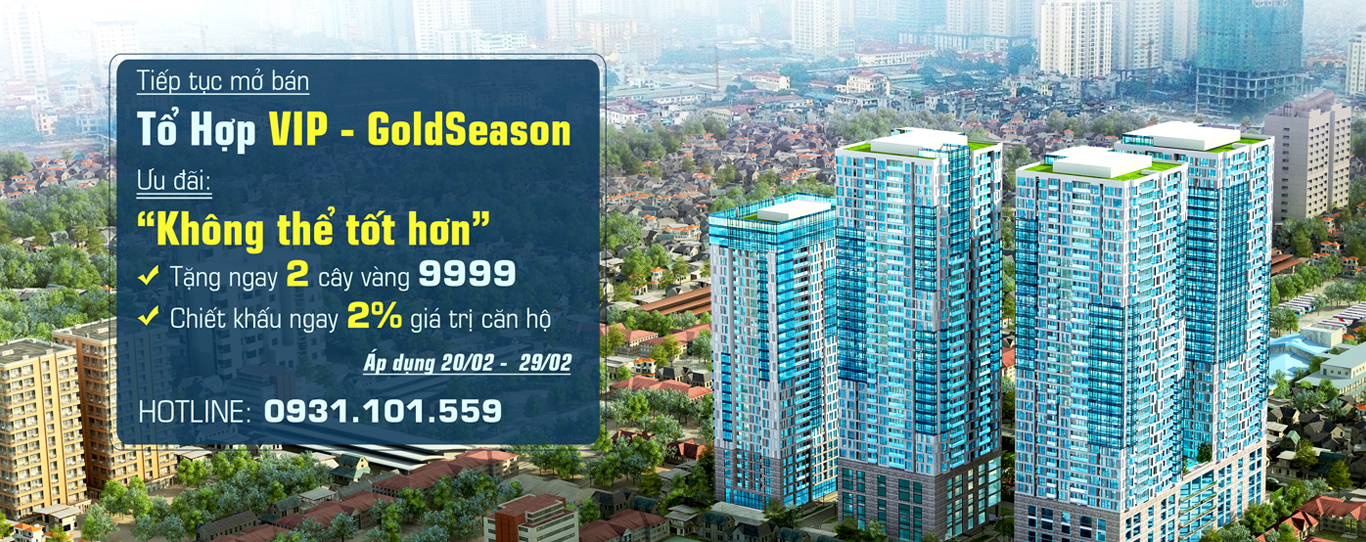 Tiếp tục mở bán
Tổ Hợp VIP - GoldSeason
Ưu đãi:
“Không thể tốt hơn”
Tặng ngay 2 cây vàng 9999
Chiết khấu ngay 2% giá trị căn hộ
Áp dụng 20/02 - 29/02
HOTLINE: 0931.101.559